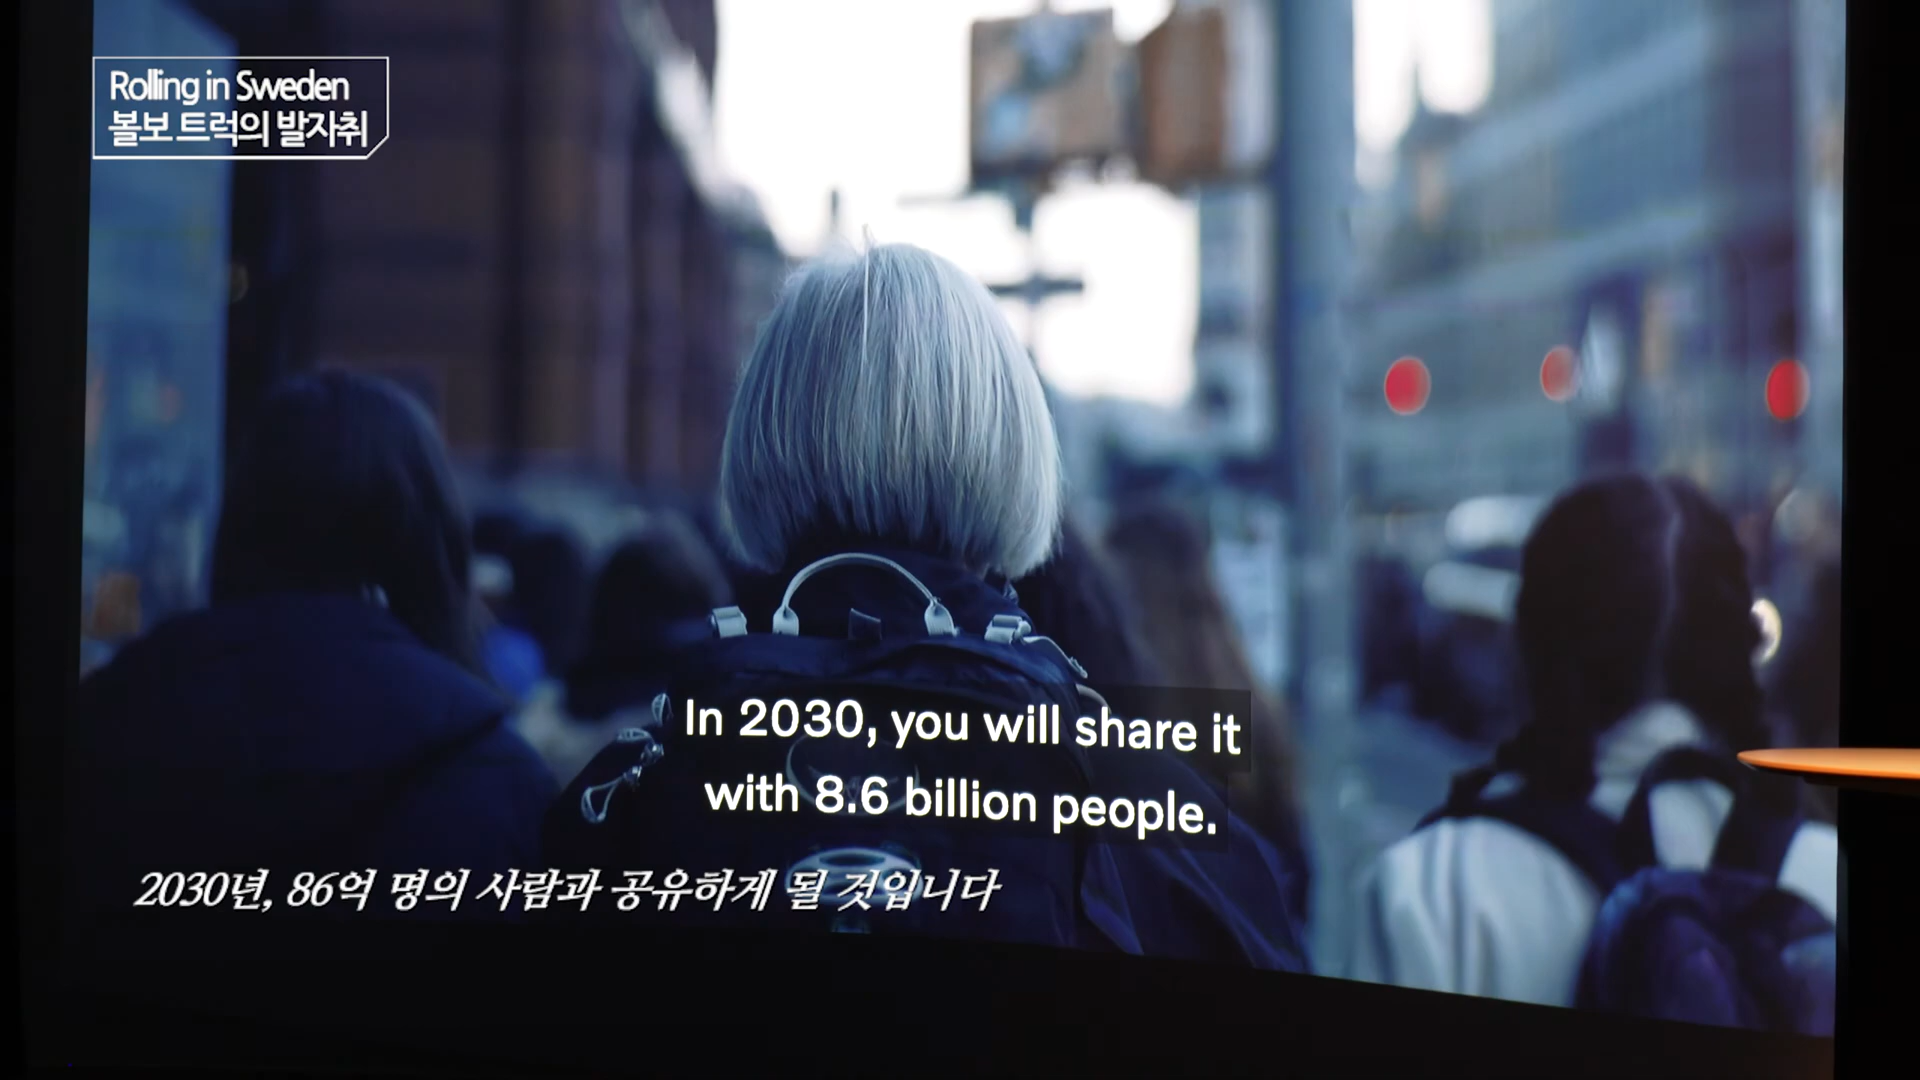 Rolling in Sweden
볼보 트럭의 발자취
In 2030, you will share it
with 8.6 billion people.
2030년, 86억 명의 사람과 공유하게 될 것입니다